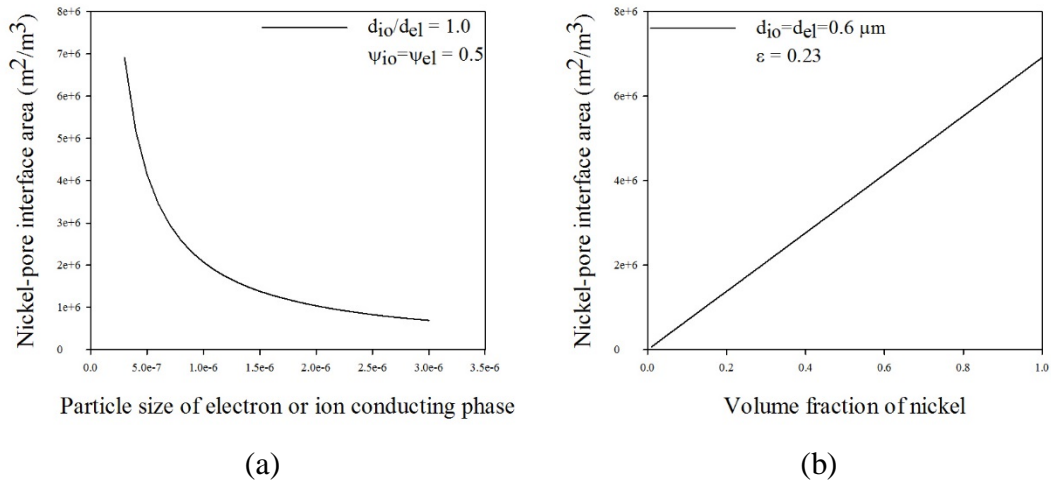 Nickel-pore interface area (m2/m3)
8e+6
7e+6
6e+6
5e+6
4e+6
3e+6
2e+6
1e+6
0
dio/del = 1.0
ψio=ψel = 0.5
0.0 5.0e-7 1.0e-6 1.5e-6 2.0e-6 2.5e-6 3.0e-6 3.5e-6
Particle size of electron or ion conducting phase
(a)
Nickel-pore interface area (m2/m3)
8e+6
6e+6
4e+6
2e+6
0
dio=del=0.6 μm
ε = 0.23
0.0 0.2 0.4 0.6 0.8 1.0
Volume fraction of nickel
(b)